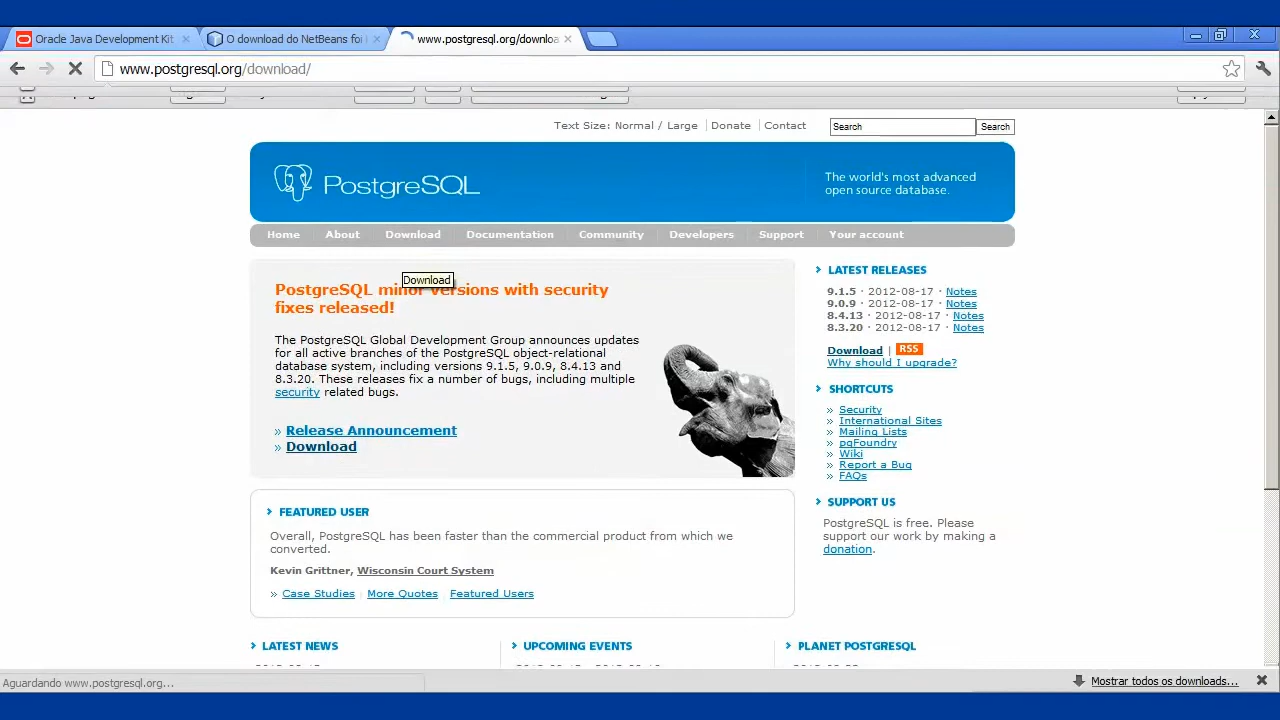 Oracle Java Development Kit
O download do NetBeans for
www.postgresql.org/downloa
www.postgresql.org/download/
Text Size: Normal / Large
Donate
Contact
Search
Search
PostgreSQL
The world's most advanced
open source database.
Home
About
Download
Documentation
Community
Developers
Support
Your account
Download
PostgreSQL minor versions with security
fixes released!
The PostgreSQL Global Development Group announces updates
for all active branches of the PostgreSQL object-relational
database system, including versions 9.1.5, 9.0.9, 8.4.13 and
8.3.20. These releases fix a number of bugs, including multiple
security related bugs.
» Release Announcement
» Download
FEATURED USER
Overall, PostgreSQL has been faster than the commercial product from which we
converted.
Kevin Grittner, Wisconsin Court System
» Case Studies | More Quotes | Featured Users
LATEST RELEASES
9.1.5 · 2012-08-17 · Notes
9.0.9 · 2012-08-17 · Notes
8.4.13 · 2012-08-17 · Notes
8.3.20 · 2012-08-17 · Notes
Download | RSS
Why should I upgrade?
SHORTCUTS
» Security
» International Sites
» Mailing Lists
» pgFoundry
» Wiki
» Report a Bug
» FAQs
SUPPORT US
PostgreSQL is free. Please
support our work by making a
donation.
LATEST NEWS
UPCOMING EVENTS
PLANET POSTGRESQL
Aguardando www.postgresql.org...
Mostrar todos os downloads...